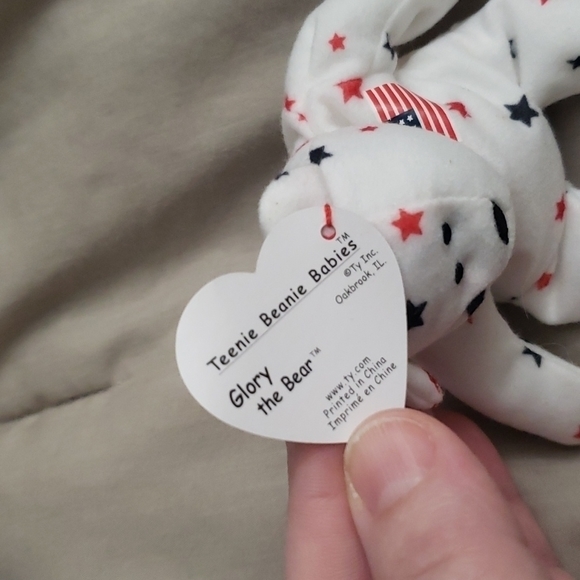 Teenie Beanie Babies™
©Ty Inc.
Oakbrook, IL.
Glory
the Bear™
www.ty.com
Printed in China
Imprimé en Chine